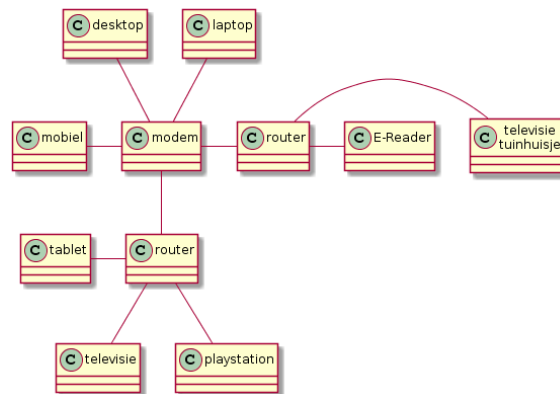 C desktop
C laptop
C mobiel
C modem
C router
C E-Reader
C televisie
tuinhuisje
C tablet
C router
C televisie
C playstation